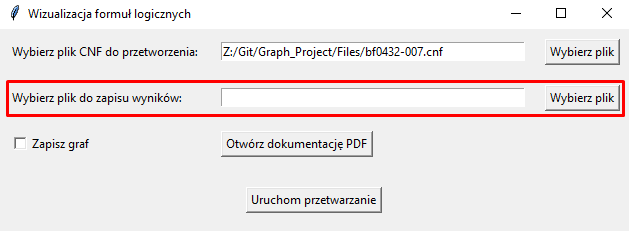 Wizualizacja formuł logicznych
Wybierz plik CNF do przetworzenia: Z:/Git/Graph_Project/Files/bf0432-007.cnf Wybierz plik
Wybierz plik do zapisu wyników: Wybierz plik
Zapisz graf Otwórz dokumentację PDF
Uruchom przetwarzanie